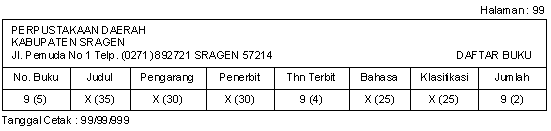 Halaman : 99
PERPUSTAKAAN DAERAH
KABUPATEN SRAGEN
Jl. Pemuda No 1 Telp. (0271) 892721 SRAGEN 57214 DAFTAR BUKU
No. Buku Judul Pengarang Penerbit Thn Terbit Bahasa Klasifikasi Jumlah
9 (5) X (35) X (30) X (30) 9 (4) X (25) X (25) 9 (2)
Tanggal Cetak : 99/99/999